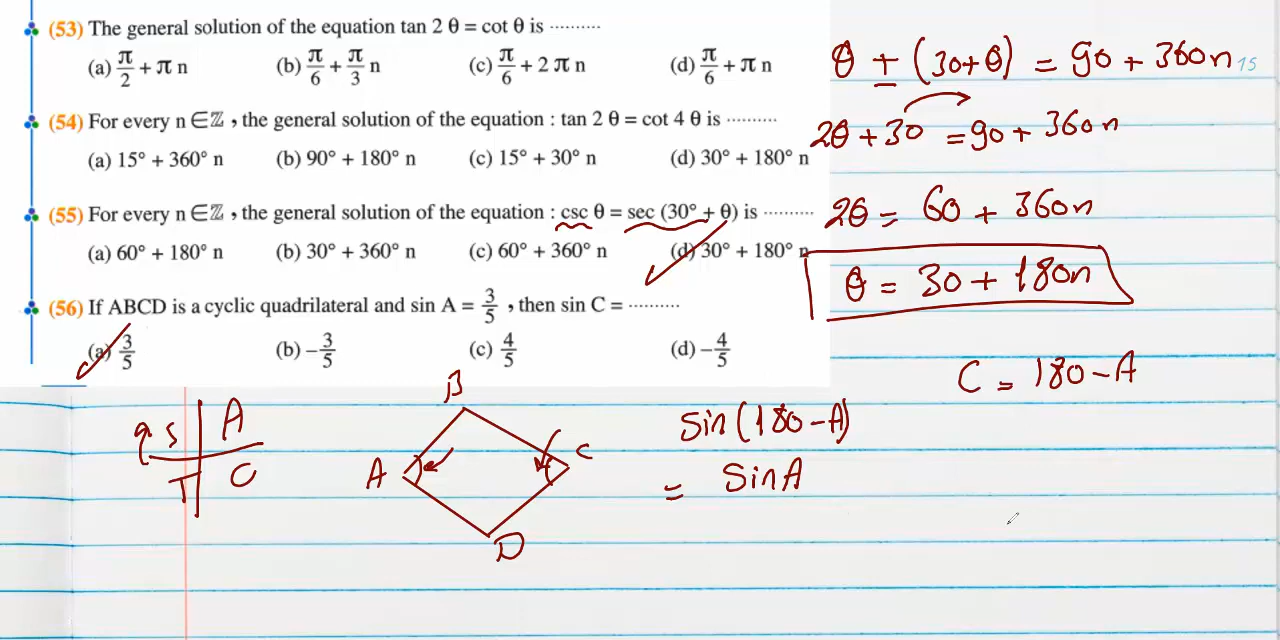 (53) The general solution of the equation tan 2 θ = cot θ is ··········
(a) π/2 + π n (b) π/6 + π/3 n (c) π/6 + 2 π n (d) π/6 + π n
(54) For every n ∈ ℤ , the general solution of the equation : tan 2 θ = cot 4 θ is ··········
(a) 15° + 360° n (b) 90° + 180° n (c) 15° + 30° n (d) 30° + 180° n
(55) For every n ∈ ℤ , the general solution of the equation : csc θ = sec (30° + θ) is ··········
(a) 60° + 180° n (b) 30° + 360° n (c) 60° + 360° n (d) 30° + 180° n
(56) If ABCD is a cyclic quadrilateral and sin A = 3/5 , then sin C = ··········
(a) 3/5 (b) – 3/5 (c) 4/5 (d) – 4/5
θ + (30+θ) = 90 + 360n 15
2θ + 30 = 90 + 360n
2θ = 60 + 360n
θ = 30 + 180n
C = 180 – A
S A
T C
B
A
C
D
sin (180 – A)
= sin A